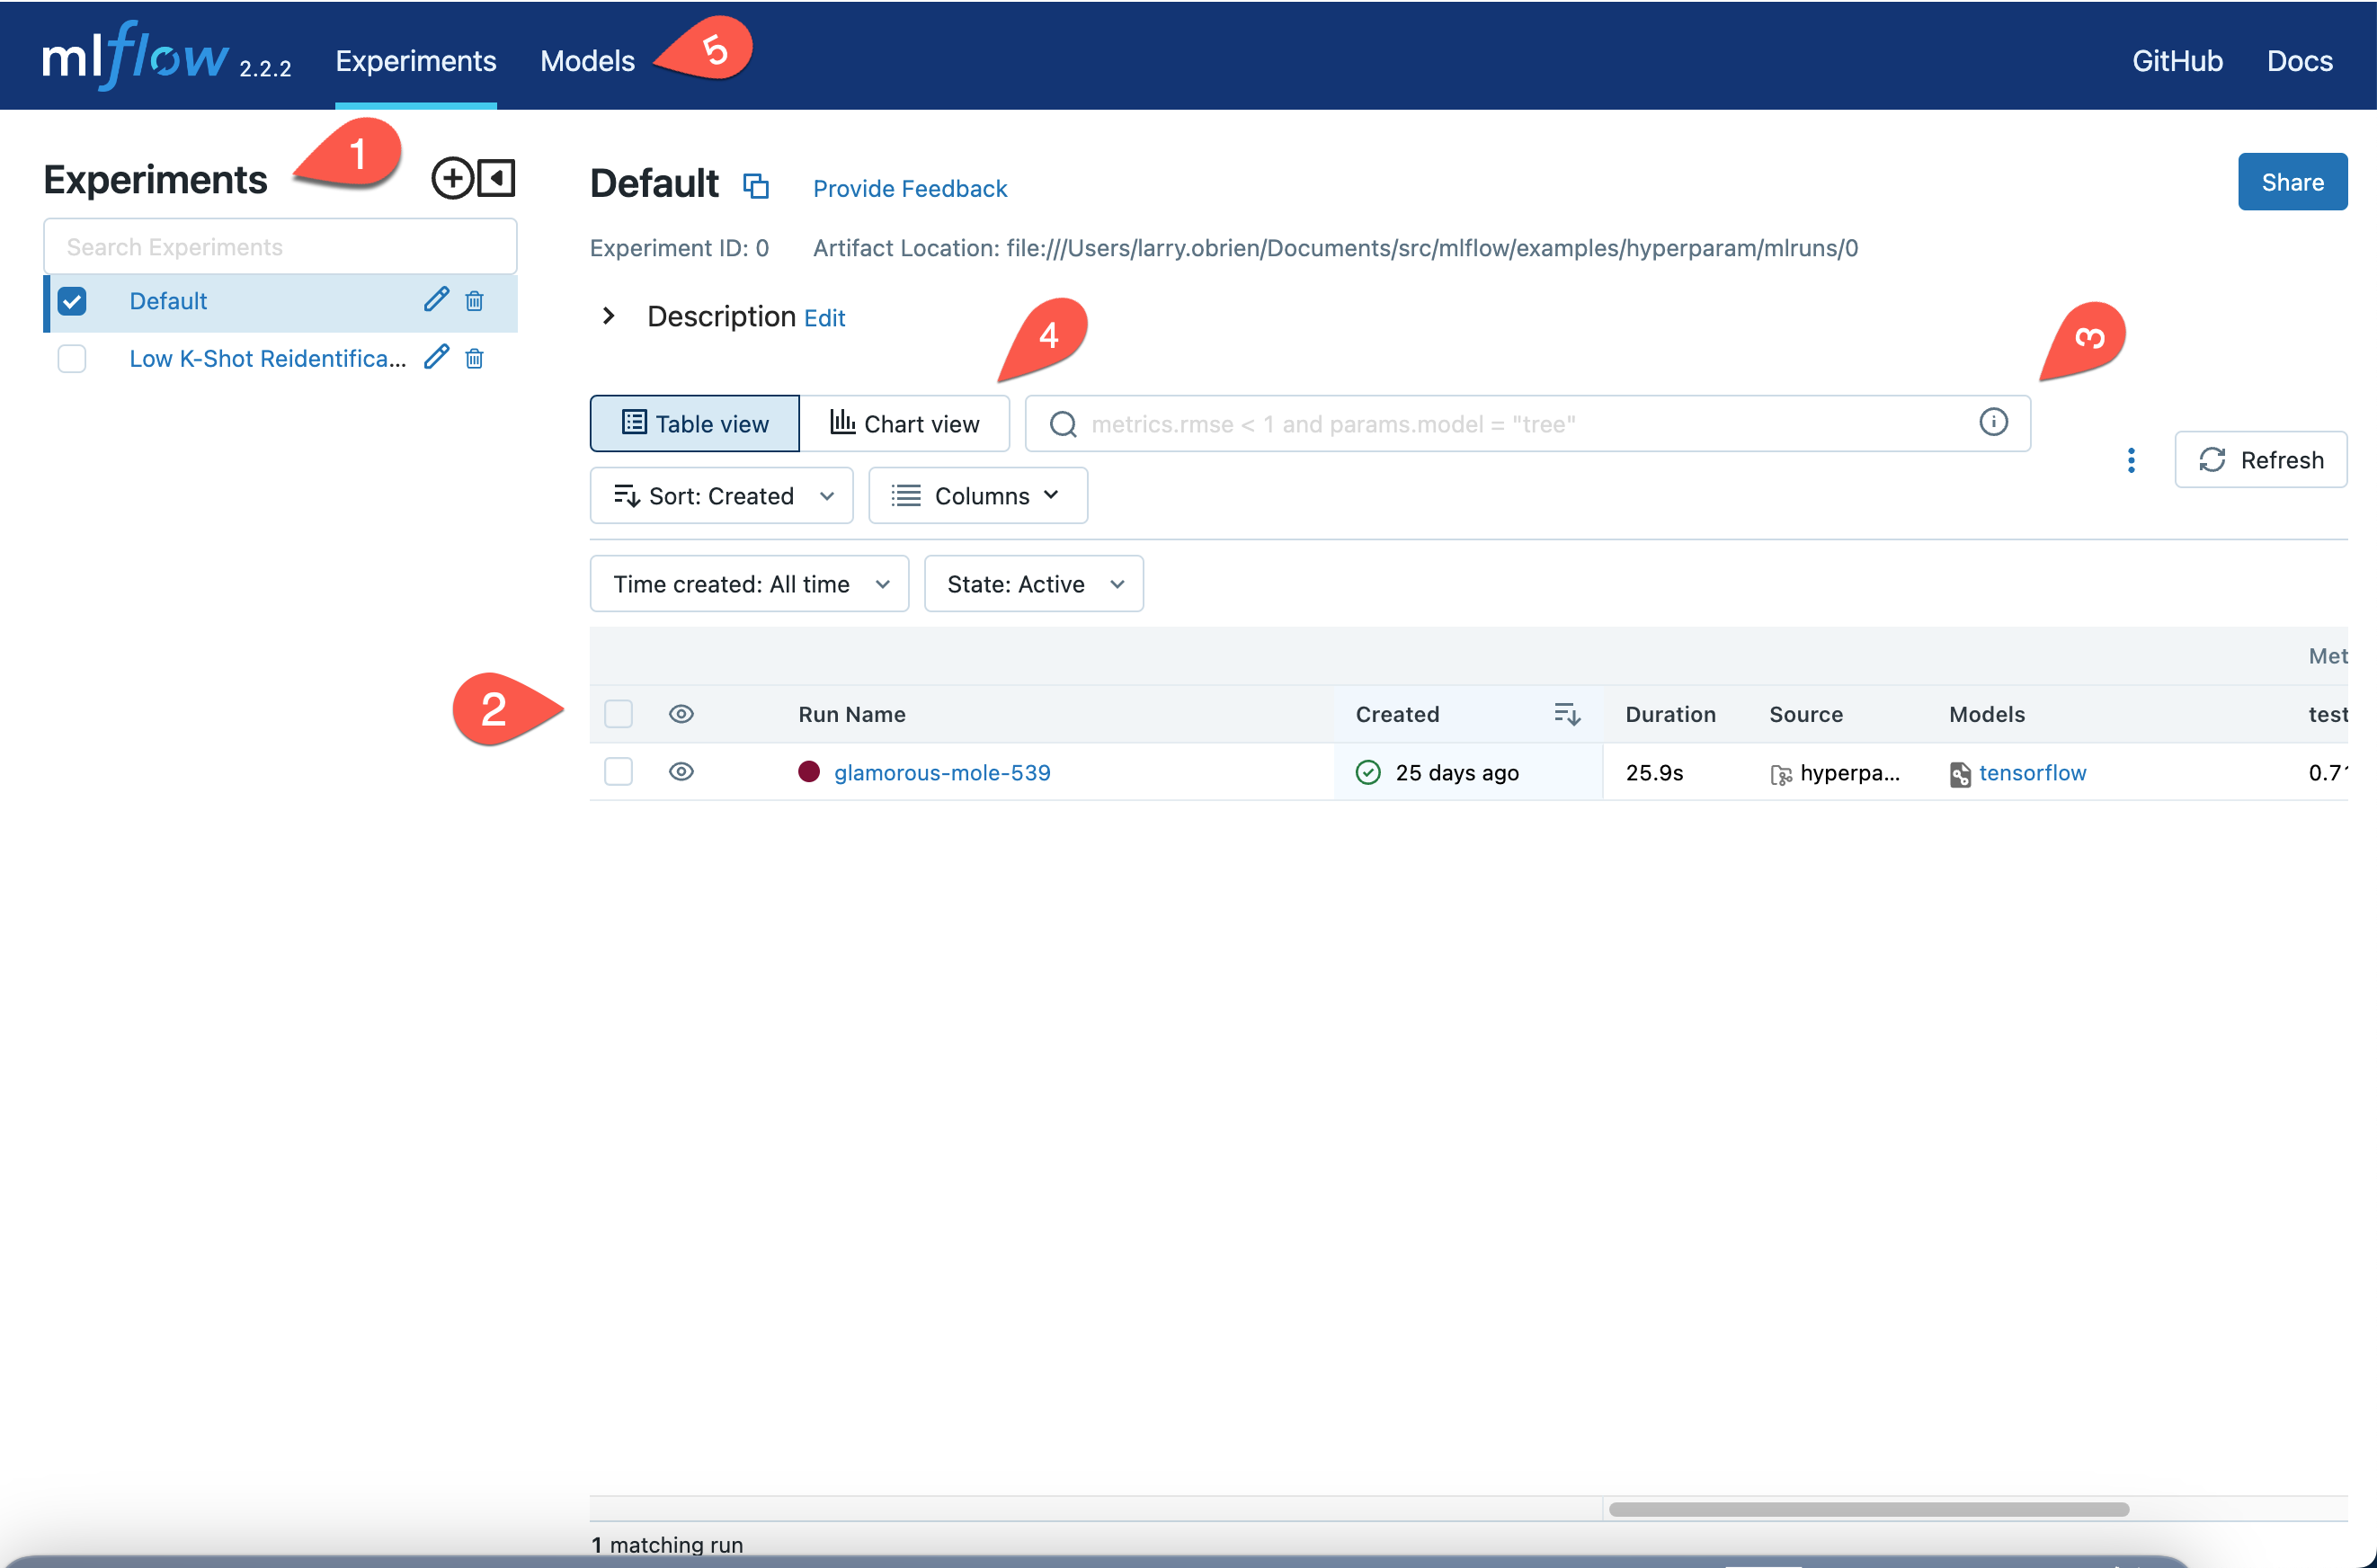 mlflow 2.2.2 Experiments Models 5 GitHub Docs
Experiments 1
Default Provide Feedback Share
Search Experiments
Experiment ID: 0 Artifact Location: file:///Users/larry.obrien/Documents/src/mlflow/examples/hyperparam/mlruns/0
Default
Description Edit 4 3
Low K-Shot Reidentifica...
Table view Chart view metrics.rmse < 1 and params.model = "tree"
Refresh
Sort: Created Columns
Time created: All time State: Active
Met
2 Run Name Created Duration Source Models test
glamorous-mole-539 25 days ago 25.9s hyperpa... tensorflow 0.7
1 matching run